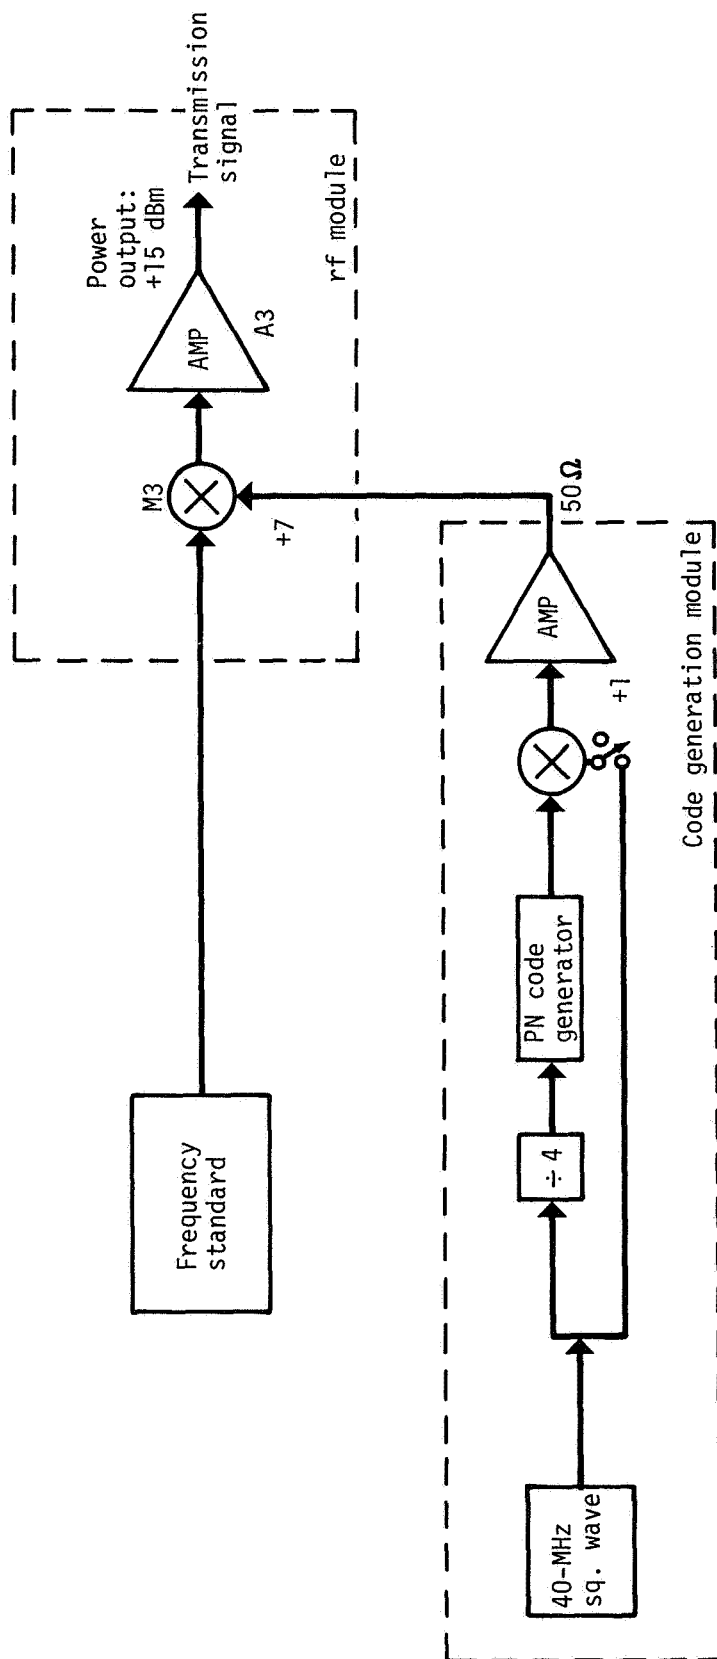 Frequency
standard
M3
+7
AMP
A3
Power
output:
+15 dBm
Transmission
signal
rf module
40-MHz
sq. wave
÷ 4
PN code
generator
+1
AMP
50Ω
Code generation module